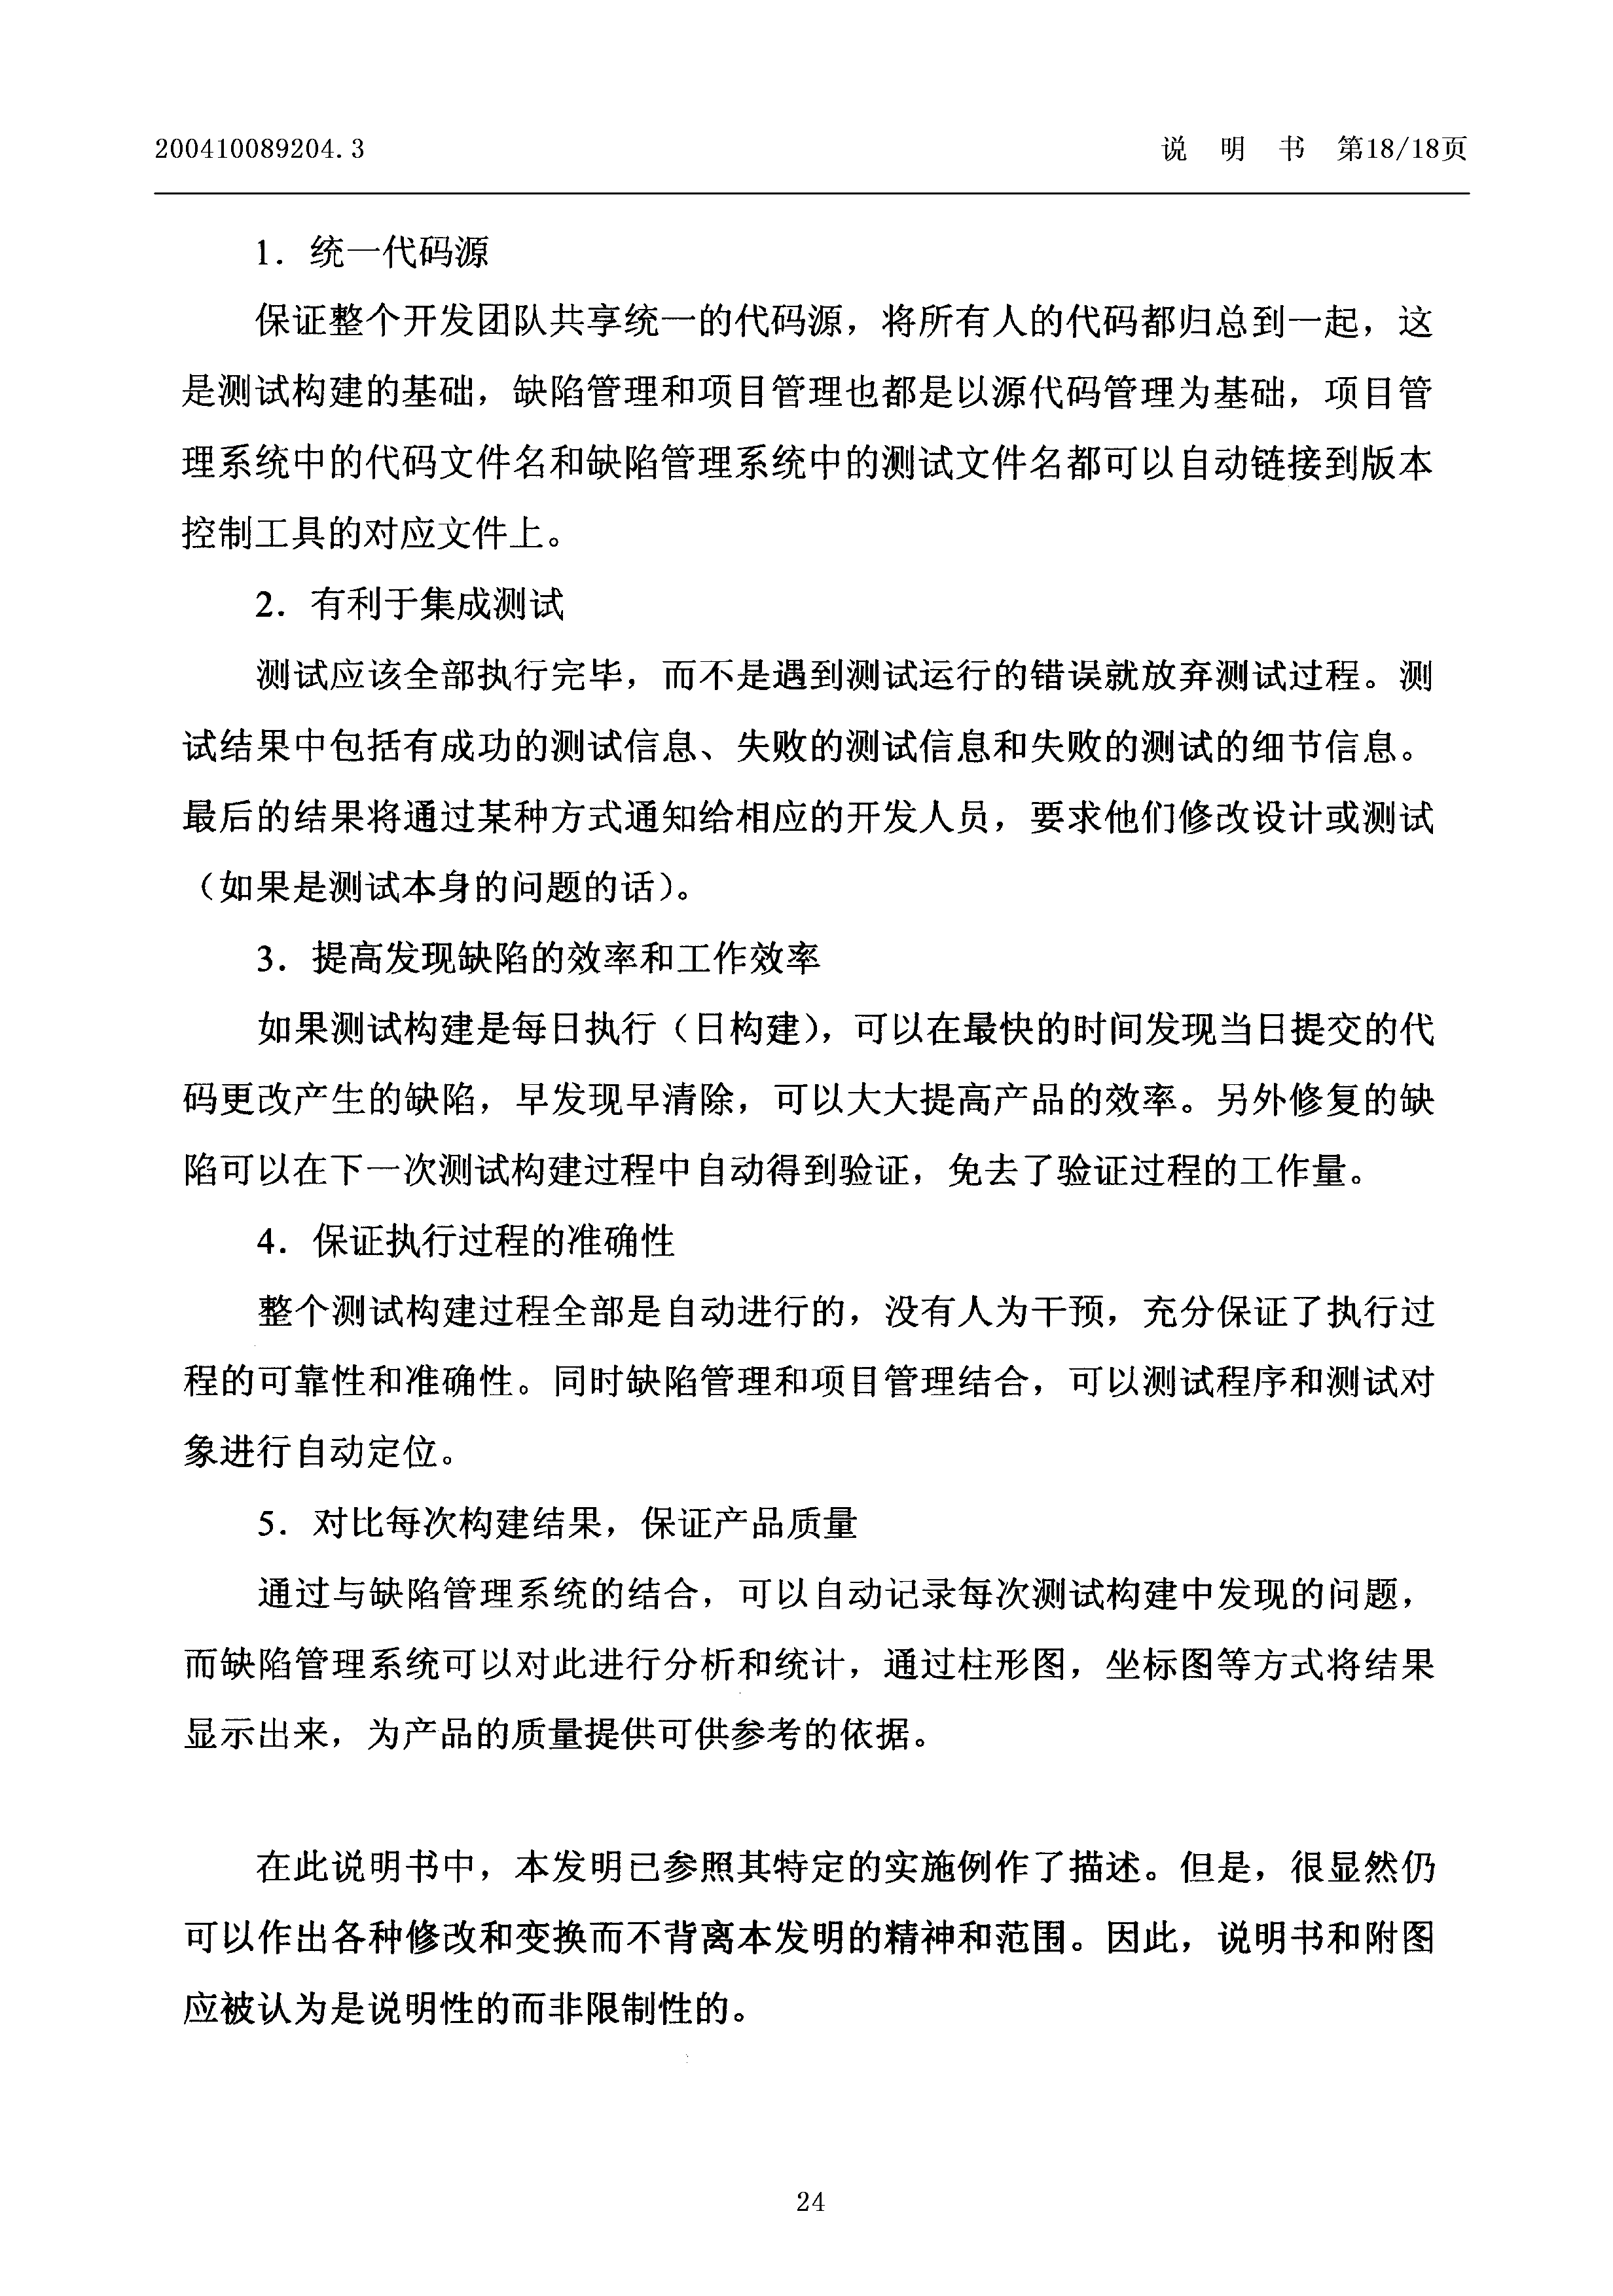 200410089204.3 说 明 书 第18/18页
1．统一代码源
保证整个开发团队共享统一的代码源，将所有人的代码都归总到一起，这
是测试构建的基础，缺陷管理和项目管理也都是以源代码管理为基础，项目管
理系统中的代码文件名和缺陷管理系统中的测试文件名都可以自动链接到版本
控制工具的对应文件上。
2．有利于集成测试
测试应该全部执行完毕，而不是遇到测试运行的错误就放弃测试过程。测
试结果中包括有成功的测试信息、失败的测试信息和失败的测试的细节信息。
最后的结果将通过某种方式通知给相应的开发人员，要求他们修改设计或测试
（如果是测试本身的问题的话）。
3．提高发现缺陷的效率和工作效率
如果测试构建是每日执行（日构建），可以在最快的时间发现当日提交的代
码更改产生的缺陷，早发现早清除，可以大大提高产品的效率。另外修复的缺
陷可以在下一次测试构建过程中自动得到验证，免去了验证过程的工作量。
4．保证执行过程的准确性
整个测试构建过程全部是自动进行的，没有人为干预，充分保证了执行过
程的可靠性和准确性。同时缺陷管理和项目管理结合，可以测试程序和测试对
象进行自动定位。
5．对比每次构建结果，保证产品质量
通过与缺陷管理系统的结合，可以自动记录每次测试构建中发现的问题，
而缺陷管理系统可以对此进行分析和统计，通过柱形图，坐标图等方式将结果
显示出来，为产品的质量提供可供参考的依据。
在此说明书中，本发明已参照其特定的实施例作了描述。但是，很显然仍
可以作出各种修改和变换而不背离本发明的精神和范围。因此，说明书和附图
应被认为是说明性的而非限制性的。
24